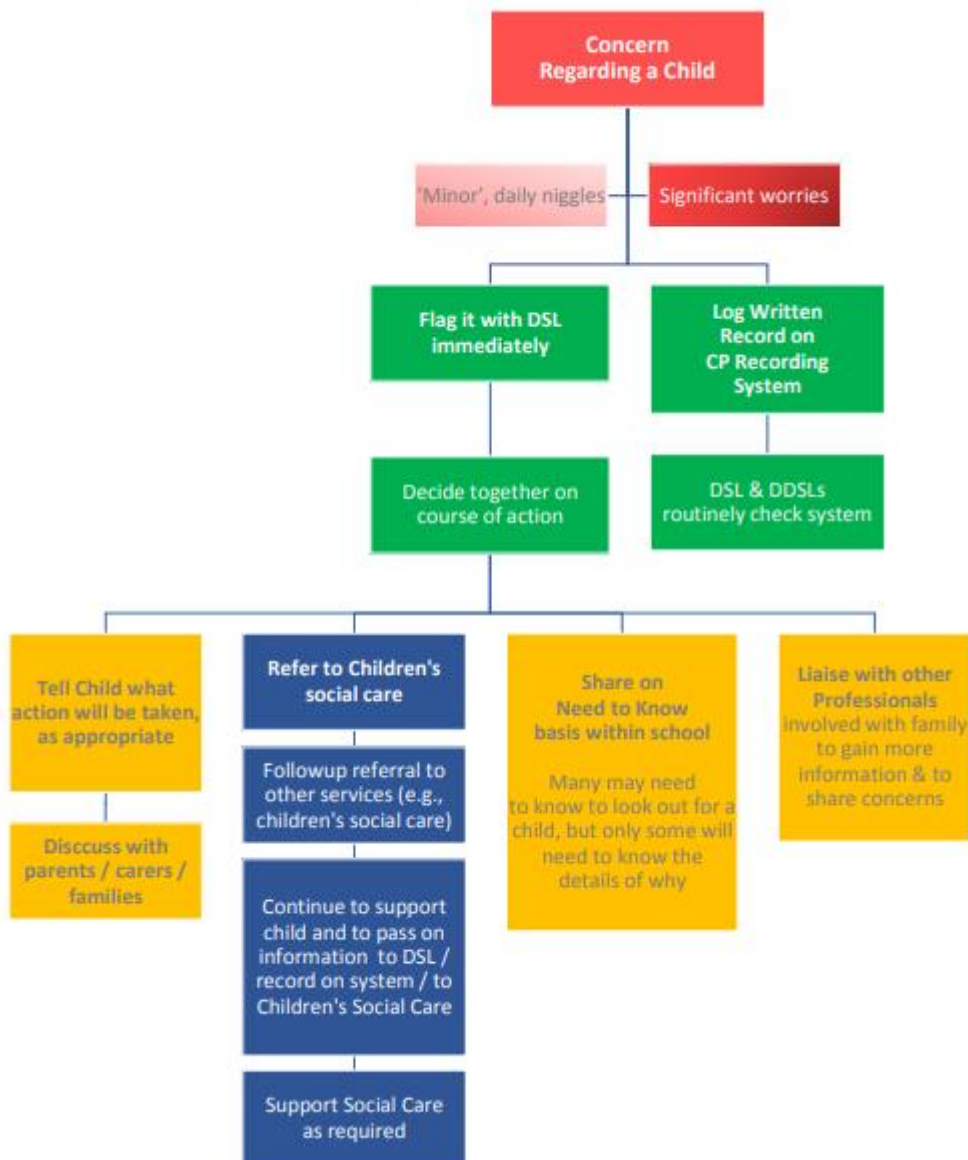 Concern
Regarding a Child
'Minor', daily niggles
Significant worries
Flag it with DSL
immediately
Log Written
Record on
CP Recording
System
Decide together on
course of action
DSL & DDSLs
routinely check system
Tell Child what
action will be taken,
as appropriate
Disccuss with
parents / carers /
families
Refer to Children's
social care
Followup referral to
other services (e.g.,
children's social care)
Continue to support
child and to pass on
information to DSL /
record on system / to
Children's Social Care
Support Social Care
as required
Share on
Need to Know
basis within school
Many may need
to know to look out for a
child, but only some will
need to know the
details of why
Liaise with other
Professionals
involved with family
to gain more
information & to
share concerns